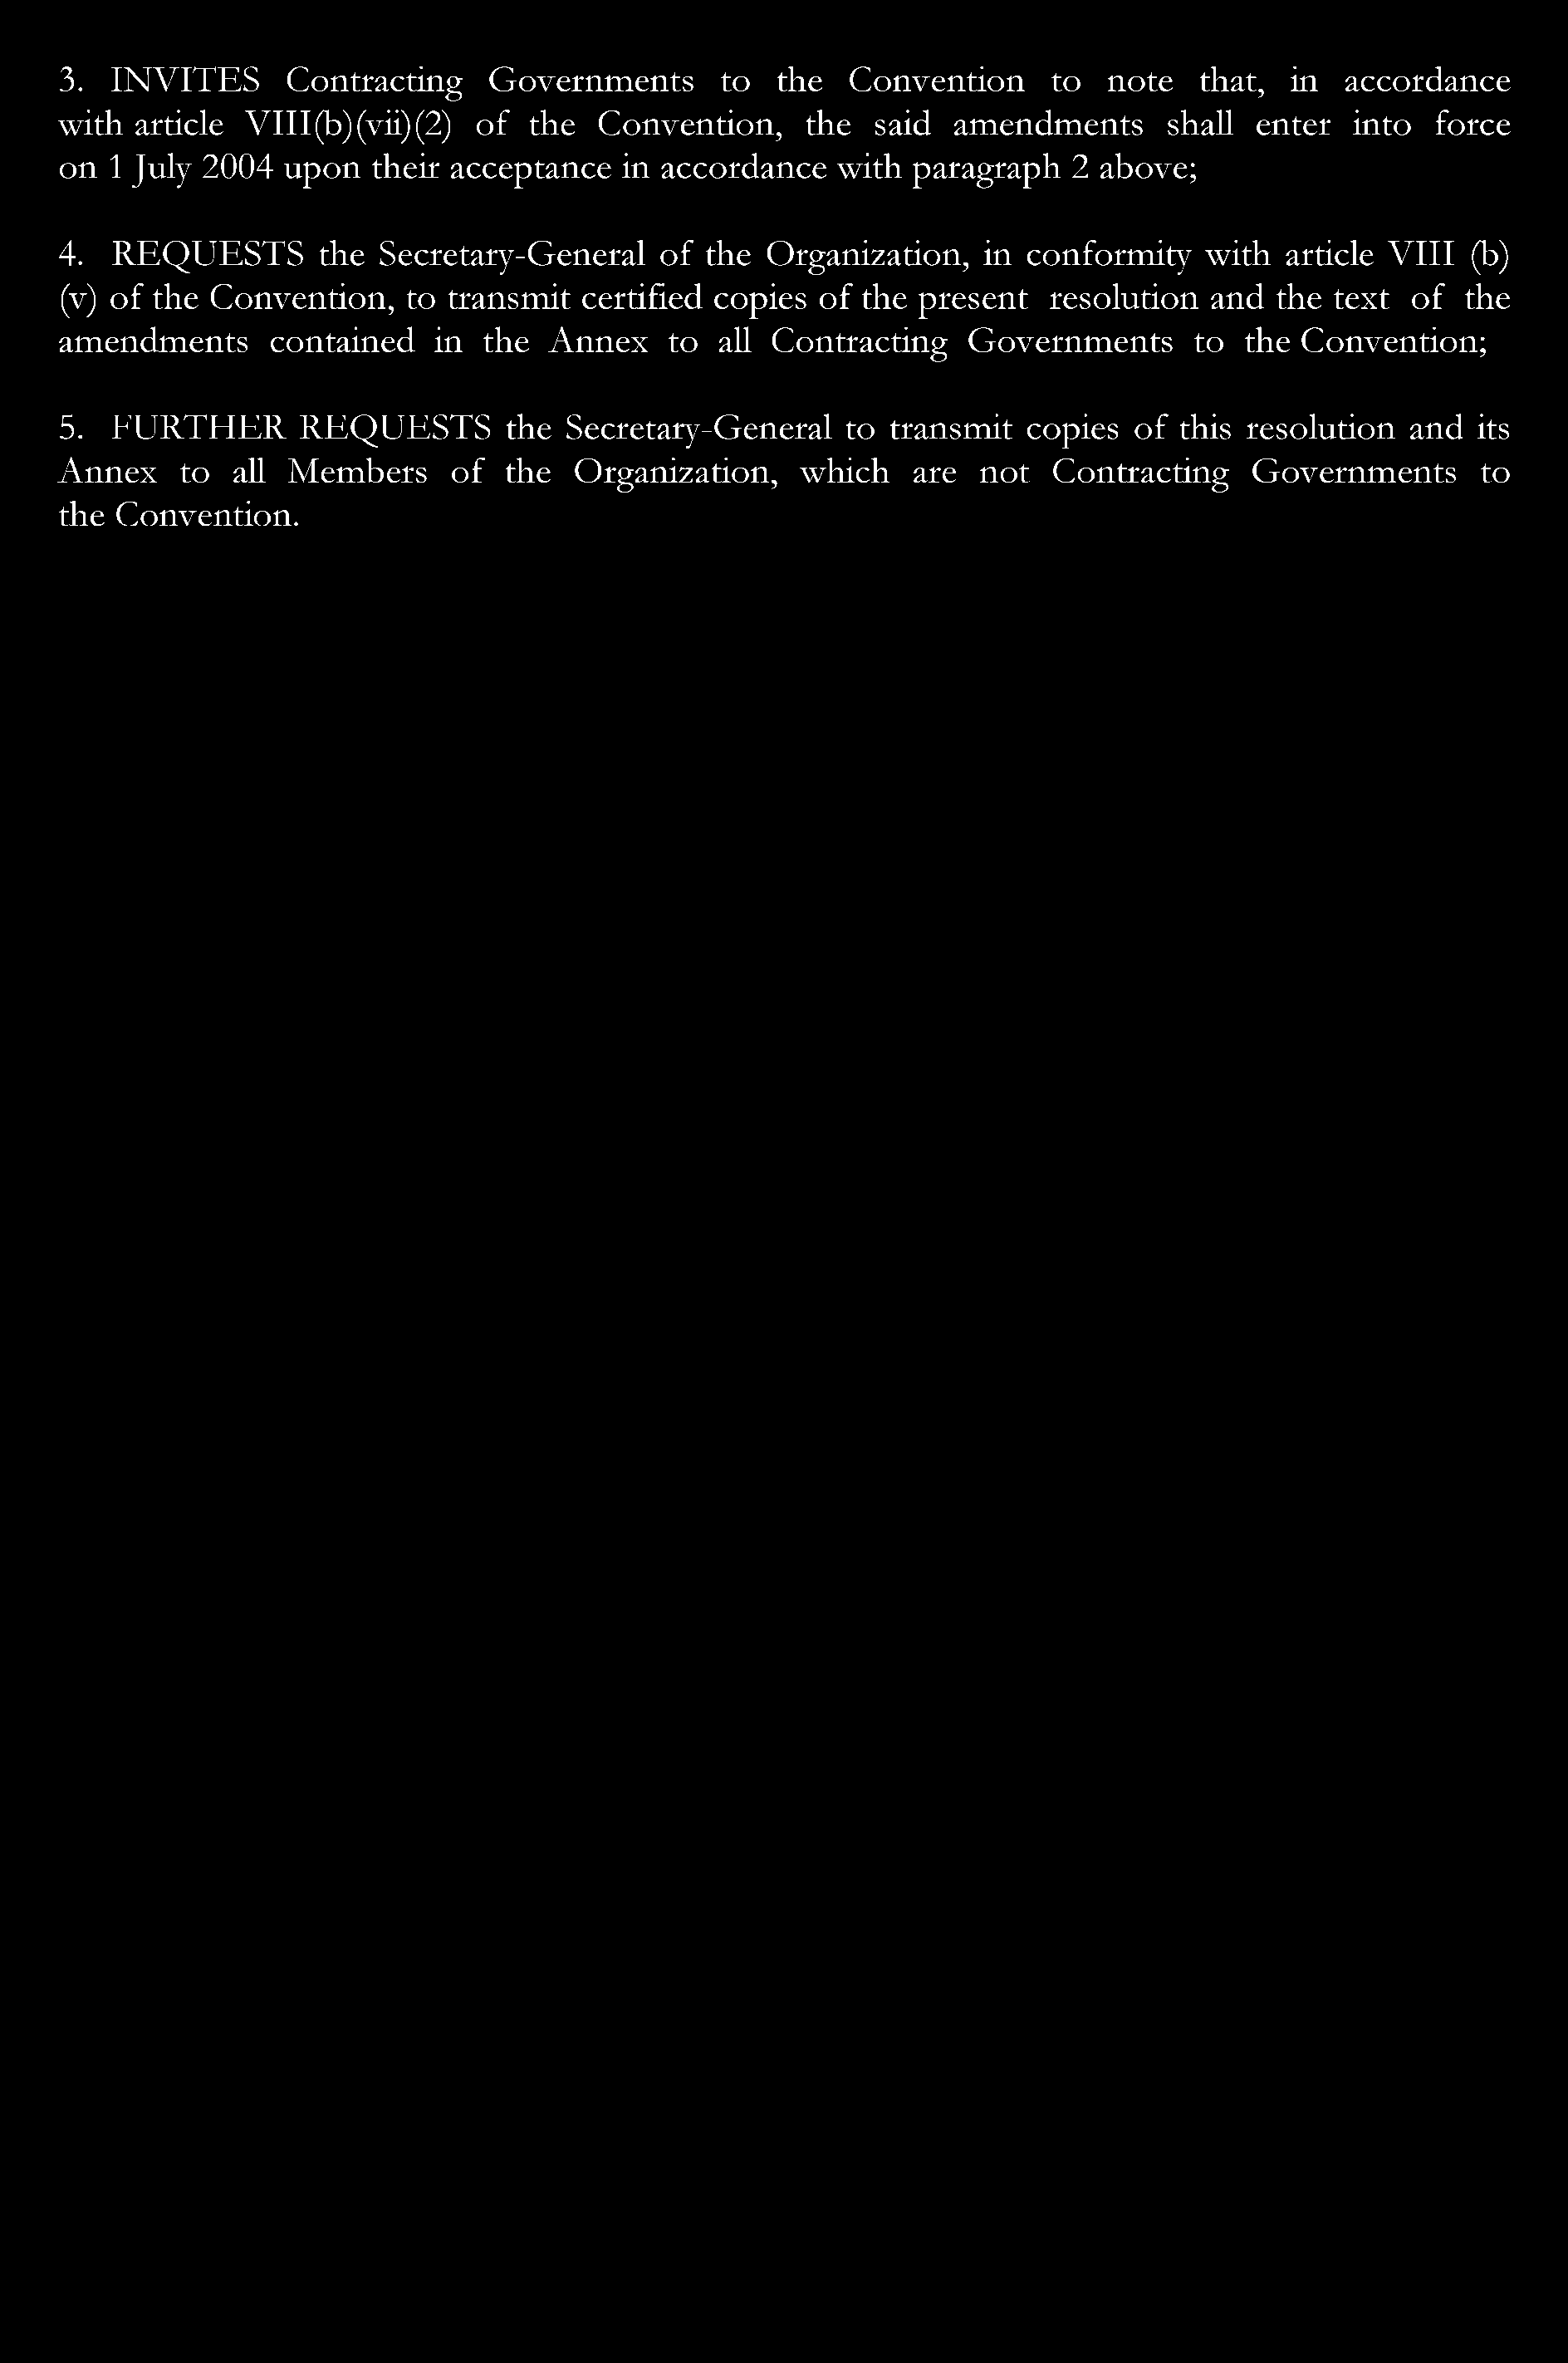 3. INVITES Contracting Governments to the Convention to note that, in accordance
with article VIII(b)(vii)(2) of the Convention, the said amendments shall enter into force
on 1 July 2004 upon their acceptance in accordance with paragraph 2 above;
4. REQUESTS the Secretary-General of the Organization, in conformity with article VIII (b)
(v) of the Convention, to transmit certified copies of the present resolution and the text of the
amendments contained in the Annex to all Contracting Governments to the Convention;
5. FURTHER REQUESTS the Secretary-General to transmit copies of this resolution and its
Annex to all Members of the Organization, which are not Contracting Governments to
the Convention.